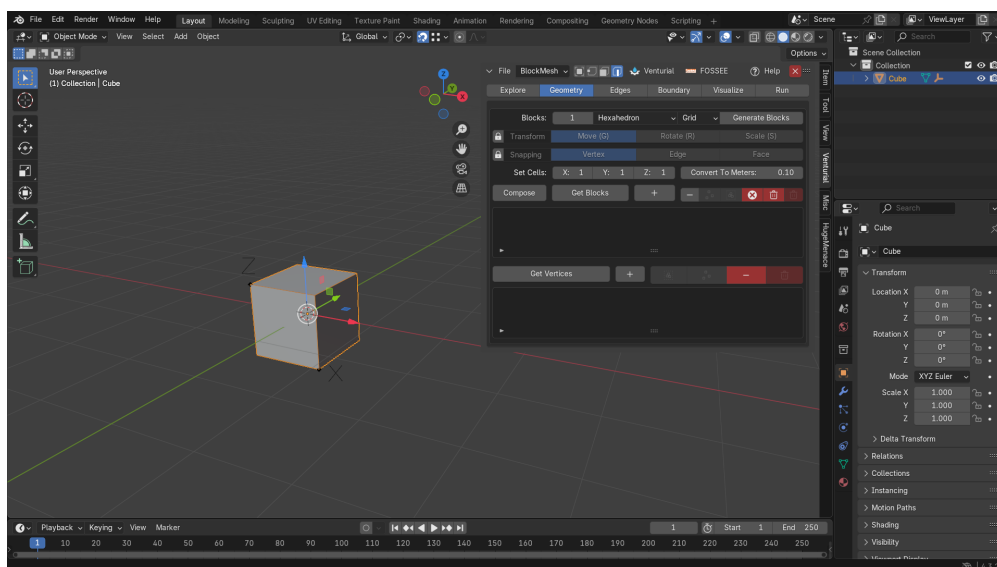 File Edit Render Window Help Layout Modeling Sculpting UV Editing Texture Paint Shading Animation Rendering Compositing Geometry Nodes Scripting + Scene ViewLayer
Object Mode View Select Add Object Global Search
Options
User Perspective
(1) Collection | Cube
Z
Y
X
Z
X
File BlockMesh Venturial FOSSEE Help
Explore Geometry Edges Boundary Visualize Run
Blocks: 1 Hexahedron Grid Generate Blocks
Transform Move (G) Rotate (R) Scale (S)
Snapping Vertex Edge Face
Set Cells: X: 1 Y: 1 Z: 1 Convert To Meters: 0.10
Compose Get Blocks +
Get Vertices +
Item
Tool
View
Venturial
Misc
HugeMenace
Scene Collection
Collection
Cube
Search
Cube
Cube
Transform
Location X 0 m
Y 0 m
Z 0 m
Rotation X 0°
Y 0°
Z 0°
Mode XYZ Euler
Scale X 1.000
Y 1.000
Z 1.000
Delta Transform
Relations
Collections
Instancing
Motion Paths
Shading
Visibility
Viewport Display
Playback Keying View Marker 1 Start 1 End 250
1 10 20 30 40 50 60 70 80 90 100 110 120 130 140 150 160 170 180 190 200 210 220 230 240 250